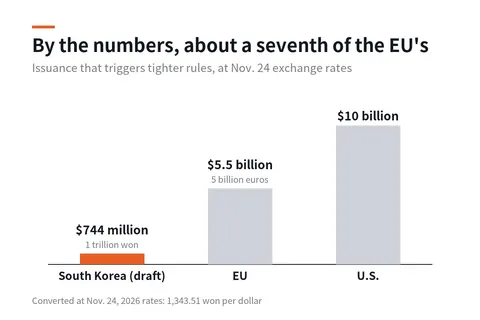 By the numbers, about a seventh of the EU's
Issuance that triggers tighter rules, at Nov. 24 exchange rates
$10 billion
$5.5 billion
5 billion euros
$744 million
1 trillion won
South Korea (draft)
EU
U.S.
Converted at Nov. 24, 2026 rates: 1,343.51 won per dollar